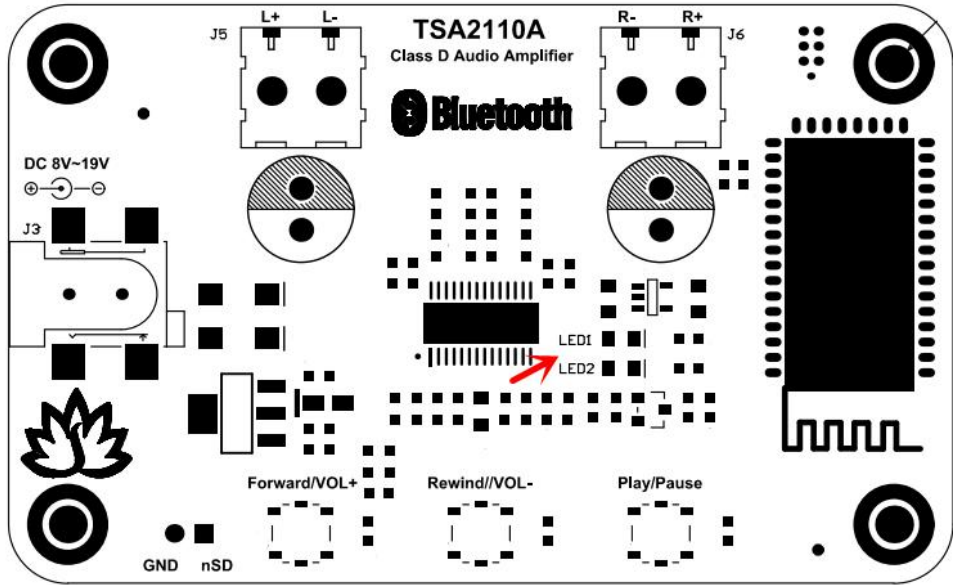 L+ L-
J5
TSA2110A
Class D Audio Amplifier
Bluetooth
R- R+
J6
DC 8V~19V
J3
LED1
LED2
Forward/VOL+
Rewind//VOL-
Play/Pause
GND nSD